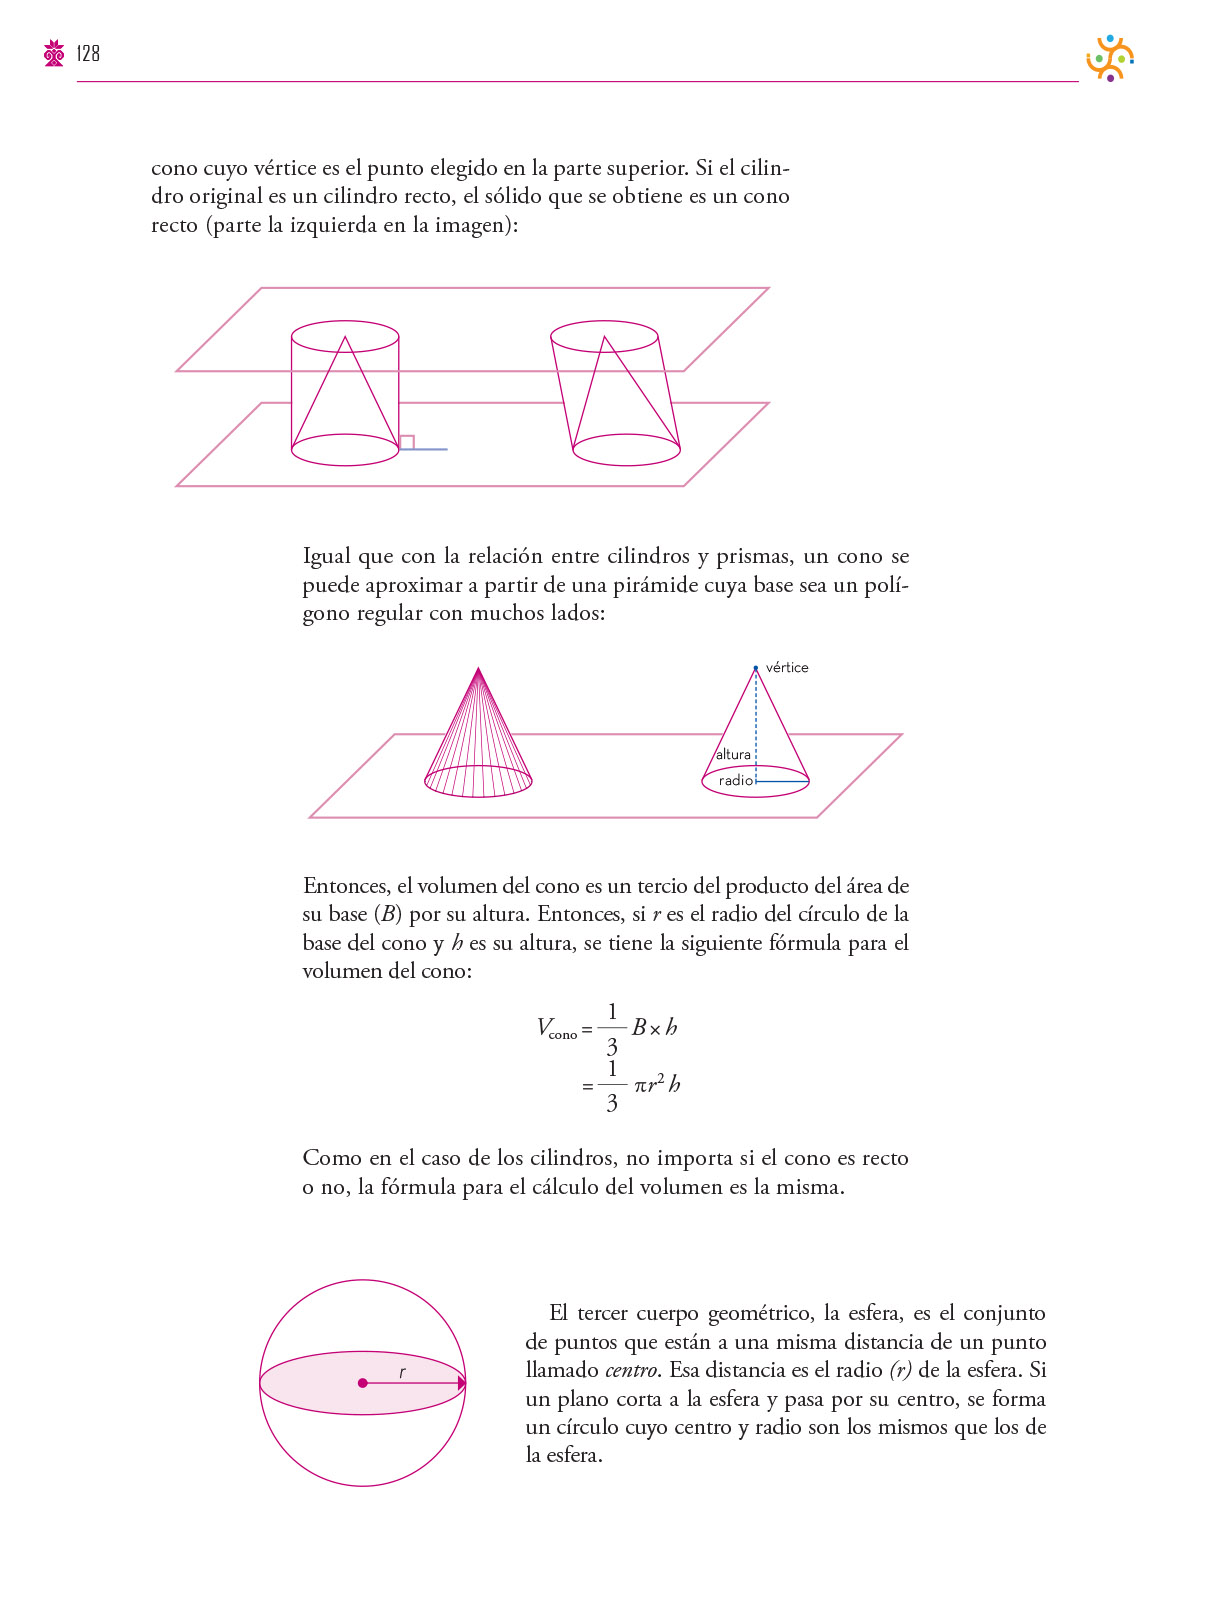 128
cono cuyo vértice es el punto elegido en la parte superior. Si el cilin-
dro original es un cilindro recto, el sólido que se obtiene es un cono
recto (parte la izquierda en la imagen):
Igual que con la relación entre cilindros y prismas, un cono se
puede aproximar a partir de una pirámide cuya base sea un polí-
gono regular con muchos lados:
vértice
altura
radio
Entonces, el volumen del cono es un tercio del producto del área de
su base (B) por su altura. Entonces, si r es el radio del círculo de la
base del cono y h es su altura, se tiene la siguiente fórmula para el
volumen del cono:
V cono = 1/3 B × h
= 1/3 πr² h
Como en el caso de los cilindros, no importa si el cono es recto
o no, la fórmula para el cálculo del volumen es la misma.
r
El tercer cuerpo geométrico, la esfera, es el conjunto
de puntos que están a una misma distancia de un punto
llamado centro. Esa distancia es el radio (r) de la esfera. Si
un plano corta a la esfera y pasa por su centro, se forma
un círculo cuyo centro y radio son los mismos que los de
la esfera.